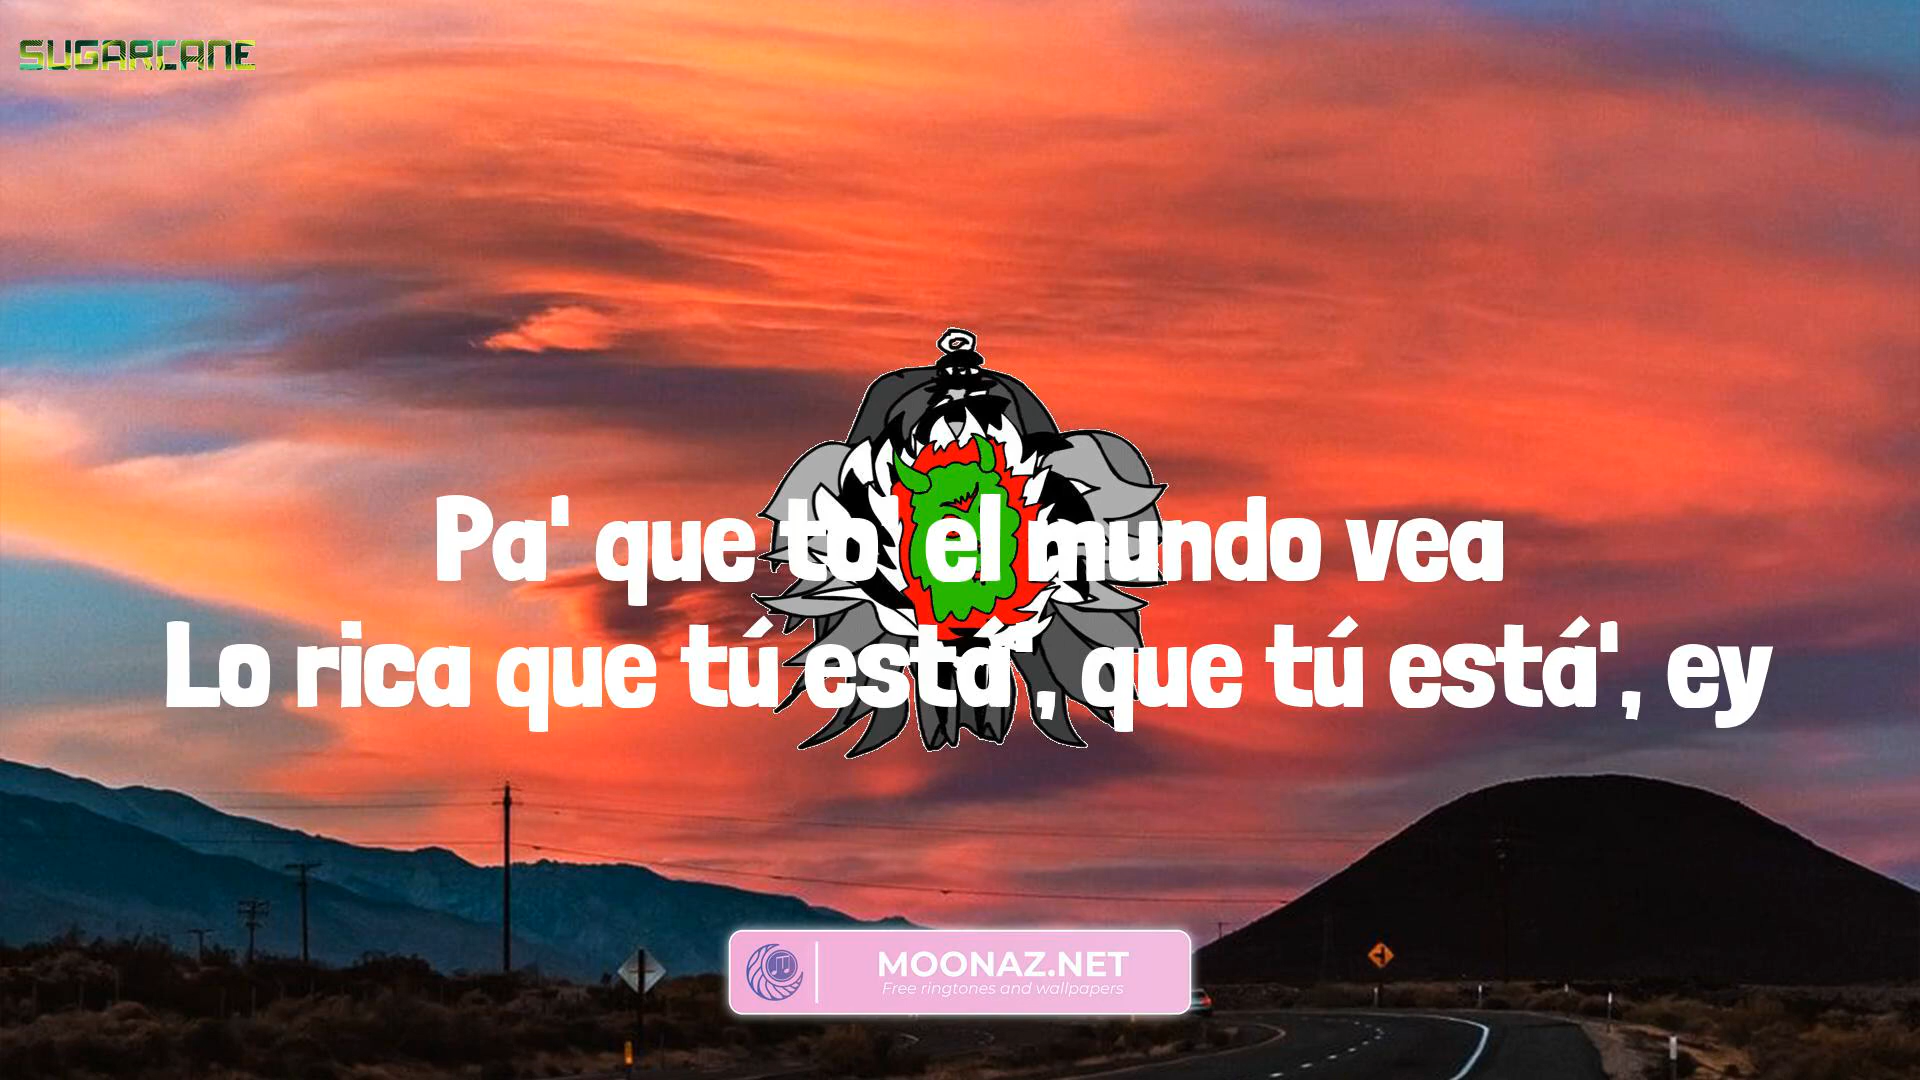 SUGARCANE
Pa' que to' el mundo vea
Lo rica que tú está', que tú está', ey
MOONAZ.NET
Free ringtones and wallpapers